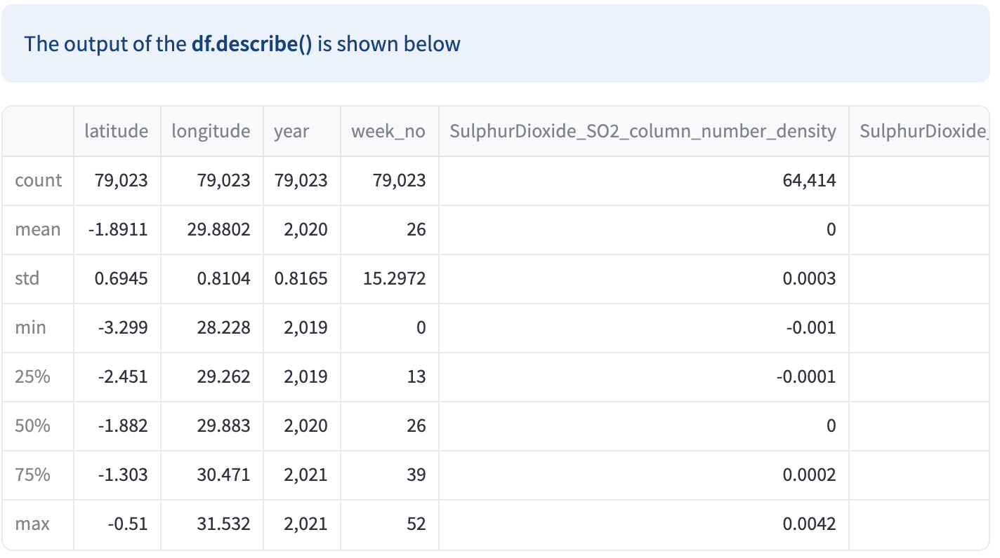 The output of the df.describe() is shown below
latitude longitude year week_no SulphurDioxide_SO2_column_number_density SulphurDioxide_
count 79,023 79,023 79,023 79,023 64,414
mean -1.8911 29.8802 2,020 26 0
std 0.6945 0.8104 0.8165 15.2972 0.0003
min -3.299 28.228 2,019 0 -0.001
25% -2.451 29.262 2,019 13 -0.0001
50% -1.882 29.883 2,020 26 0
75% -1.303 30.471 2,021 39 0.0002
max -0.51 31.532 2,021 52 0.0042